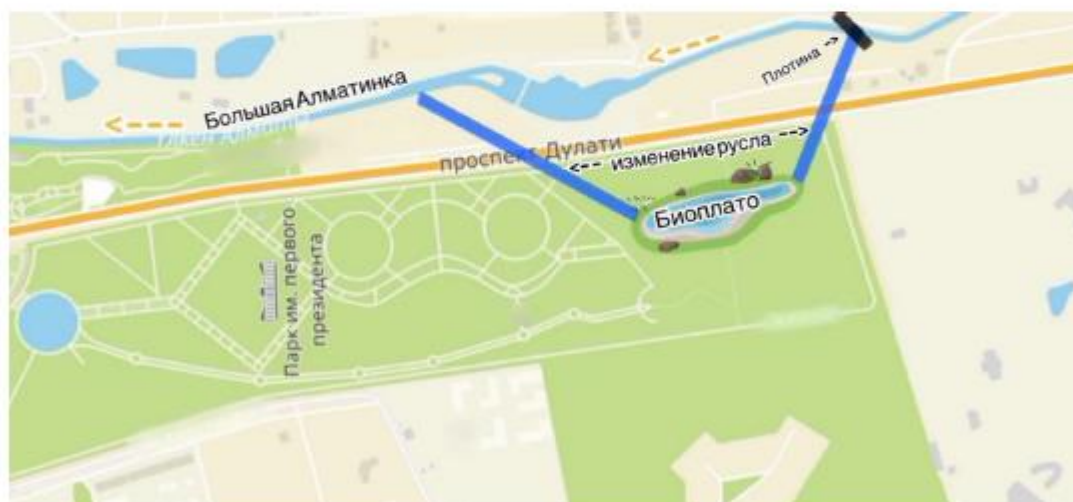 Плотина -->
Большая Алматинка
<---
<---
проспект Дулати
<-- изменение русла -->
Биоплато
Парк им. первого
президента